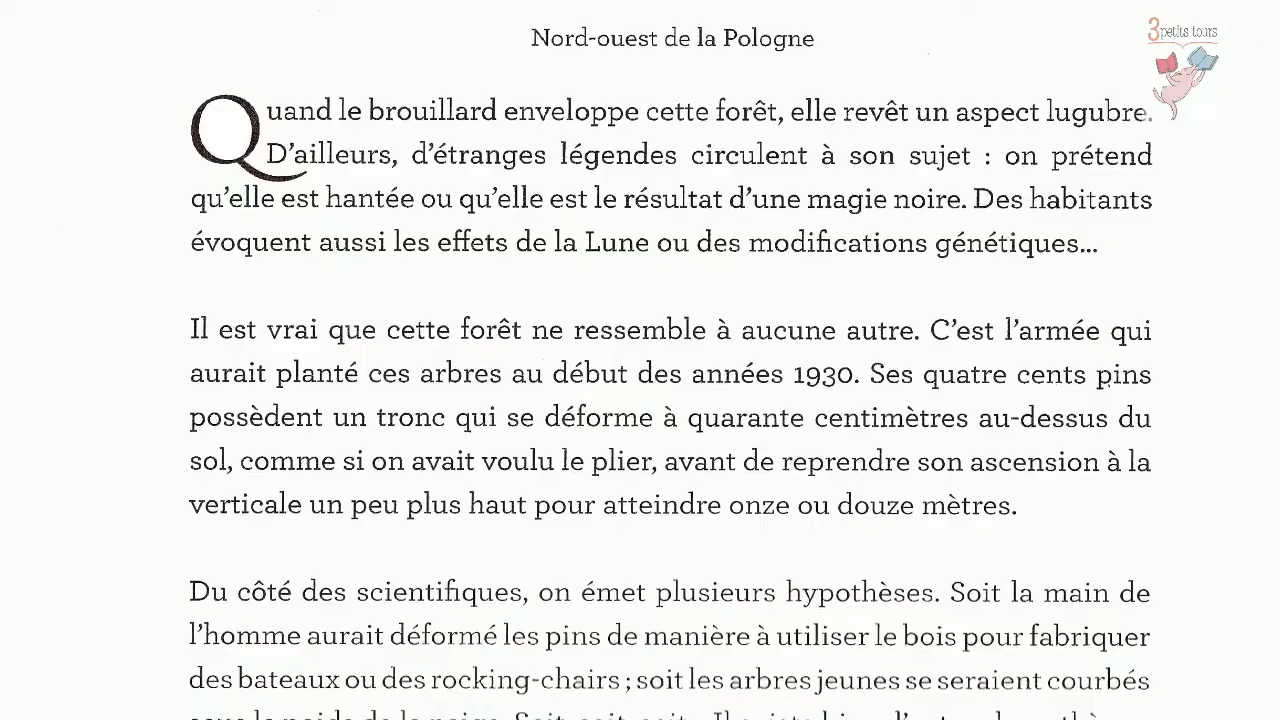 Nord-ouest de la Pologne
3 petits tours
Quand le brouillard enveloppe cette forêt, elle revêt un aspect lugubre.
D’ailleurs, d’étranges légendes circulent à son sujet : on prétend
qu’elle est hantée ou qu’elle est le résultat d’une magie noire. Des habitants
évoquent aussi les effets de la Lune ou des modifications génétiques...
Il est vrai que cette forêt ne ressemble à aucune autre. C’est l’armée qui
aurait planté ces arbres au début des années 1930. Ses quatre cents pins
possèdent un tronc qui se déforme à quarante centimètres au-dessus du
sol, comme si on avait voulu le plier, avant de reprendre son ascension à la
verticale un peu plus haut pour atteindre onze ou douze mètres.
Du côté des scientifiques, on émet plusieurs hypothèses. Soit la main de
l’homme aurait déformé les pins de manière à utiliser le bois pour fabriquer
des bateaux ou des rocking-chairs ; soit les arbres jeunes se seraient courbés